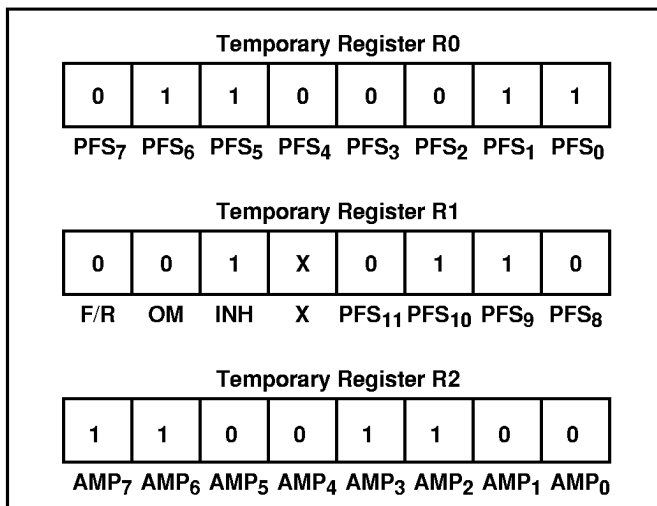 Temporary Register R0
0 1 1 0 0 0 1 1
PFS7 PFS6 PFS5 PFS4 PFS3 PFS2 PFS1 PFS0
Temporary Register R1
0 0 1 X 0 1 1 0
F/R OM INH X PFS11 PFS10 PFS9 PFS8
Temporary Register R2
1 1 0 0 1 1 0 0
AMP7 AMP6 AMP5 AMP4 AMP3 AMP2 AMP1 AMP0